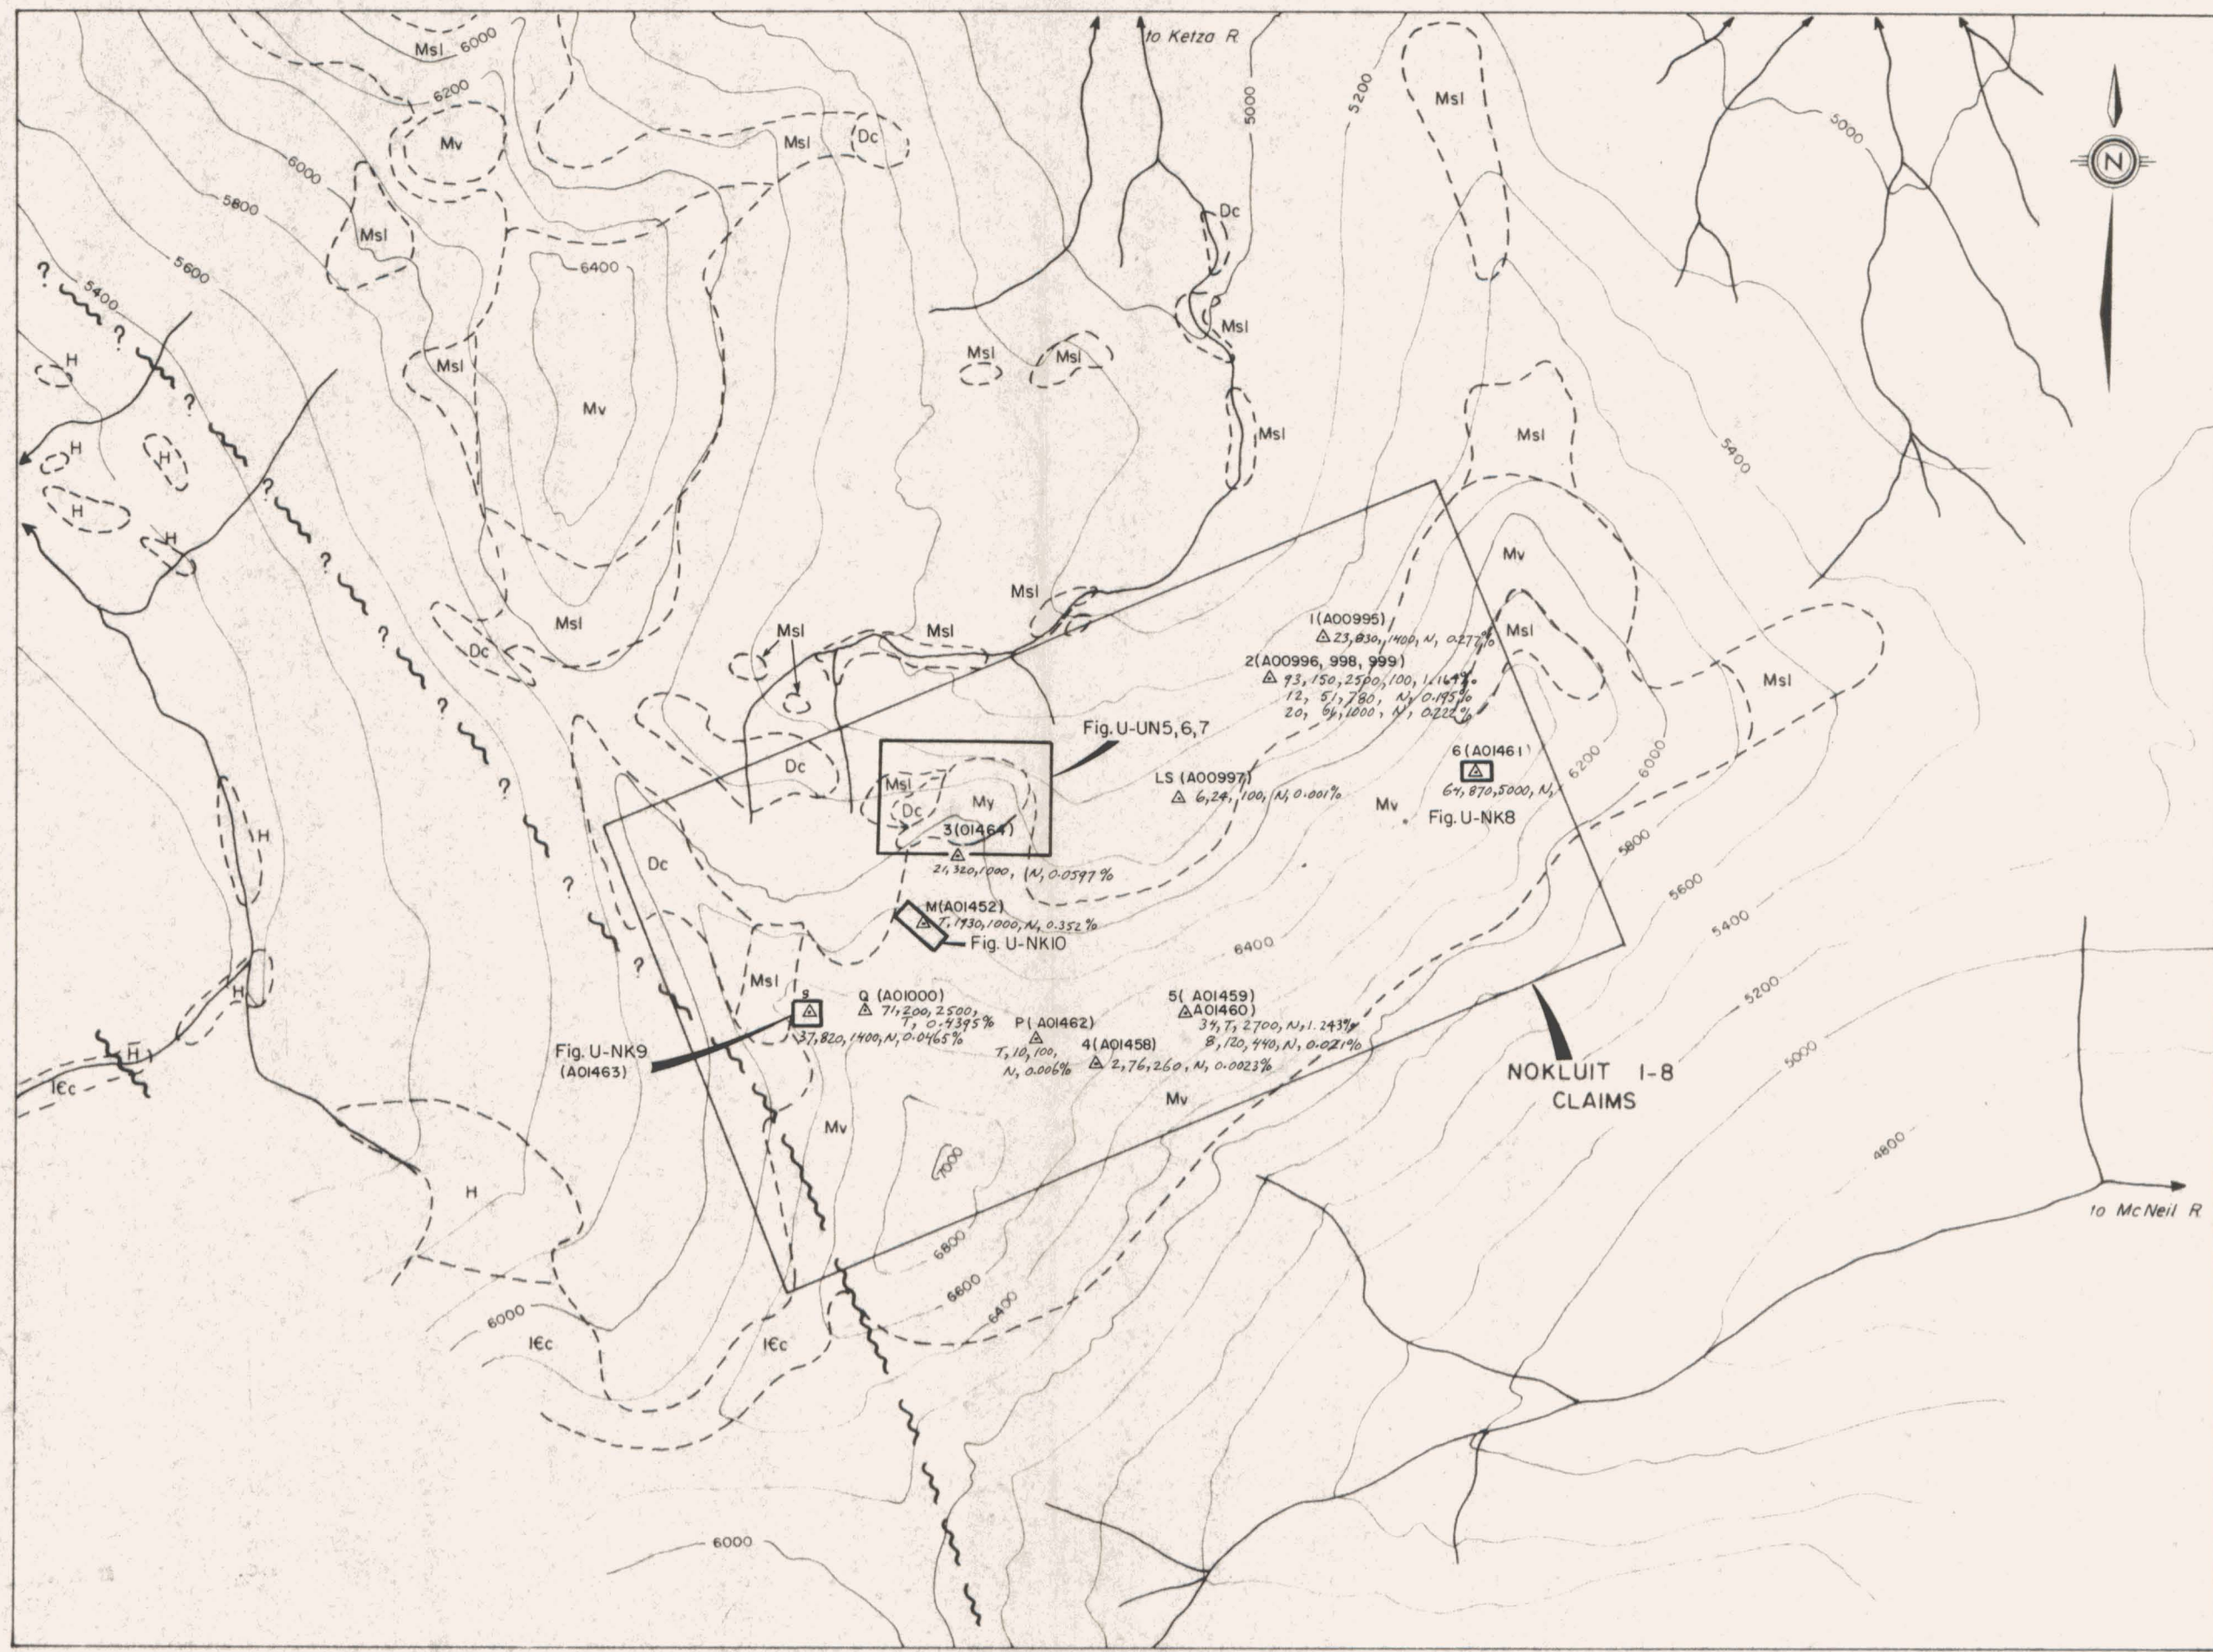 Msl
6000
to Ketza R
5000
5200
Msl
6200
Mv
Msl
Dc
5000
N
6000
5800
Msl
Dc
5600
6400
?
5400
?
Msl
Msl
Msl
Msl
H
Mv
?
Msl
Msl
5400
H
H
H
?
H
?
Mv
Msl
Msl
?
Dc
Msl
Msl
1(A00995)
23,830,1400, N, 0.277%
Msl
2(A00996, 998, 999)
93, 150, 2500, 100, 1.164%
12, 51, 780, N, 0.195%
20, 64, 1000, N, 0.222%
Msl
?
?
Fig. U-UN5,6,7
Dc
6(A01461)
6200
6000
?
Msl
LS (A00997)
6,24, 100, N, 0.001%
64,870,5000, N,
Dc
My
Mv
Fig. U-NK8
H
3(01464)
5800
Dc
21,320,1000, N, 0.0597%
?
5600
M(A01452)
T, 1930,1000, N, 0.352%
Fig. U-NK10
6400
5400
?
Msl
H
S
Q (A01000)
71,200, 2500,
T, 0.4395%
37,820,1400, N, 0.0465%
P( A01462)
T, 10, 100,
N, 0.006%
5( A01459)
A01460)
34, T, 2700, N, 1.243%
8, 120, 440, N, 0.021%
4(A01458)
2,76,260, N, 0.0023%
5200
Fig. U-NK9
(A01463)
H
5000
NOKLUIT 1-8
CLAIMS
I€c
Mv
Mv
4800
7000
H
to McNeil R
6800
6600
6400
6000
I€c
I€c
6000